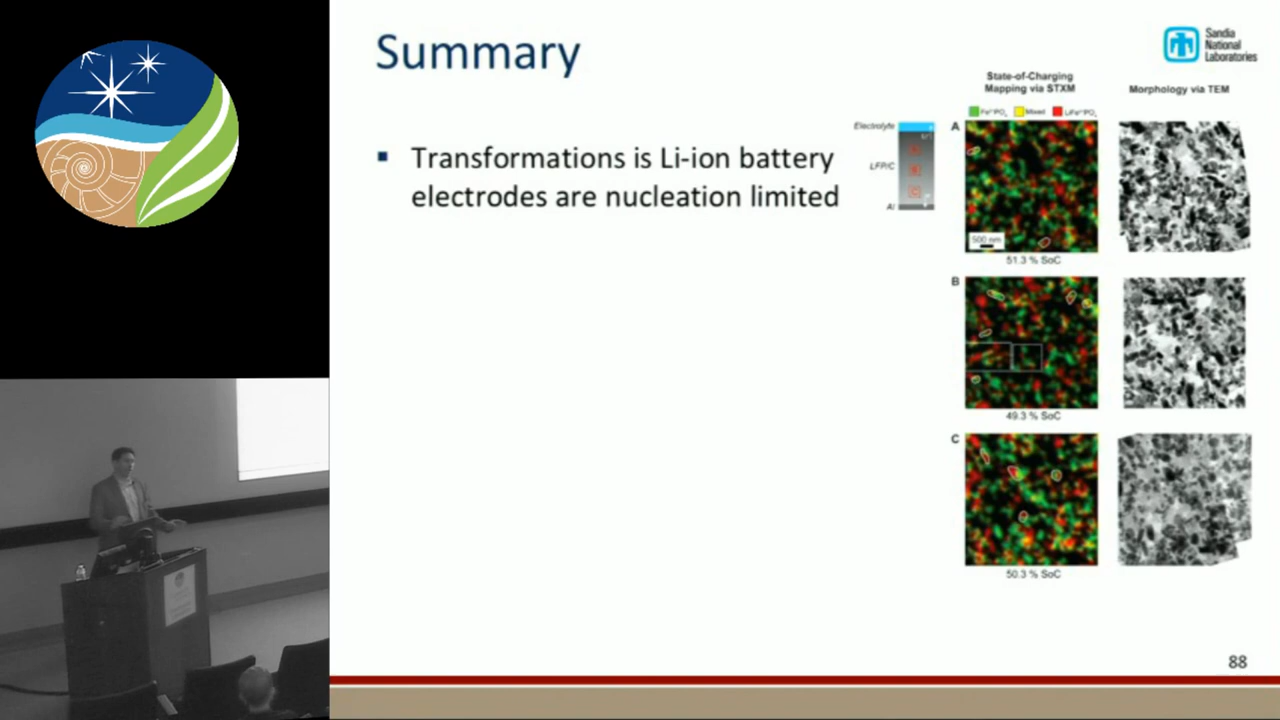 Summary
Sandia
National
Laboratories
State-of-Charging
Mapping via STXM
Morphology via TEM
Mixed
Electrolyte
A
LFP/C
Al
Transformations is Li-ion battery
electrodes are nucleation limited
500 nm
51.3 % SoC
B
49.3 % SoC
C
50.3 % SoC
88